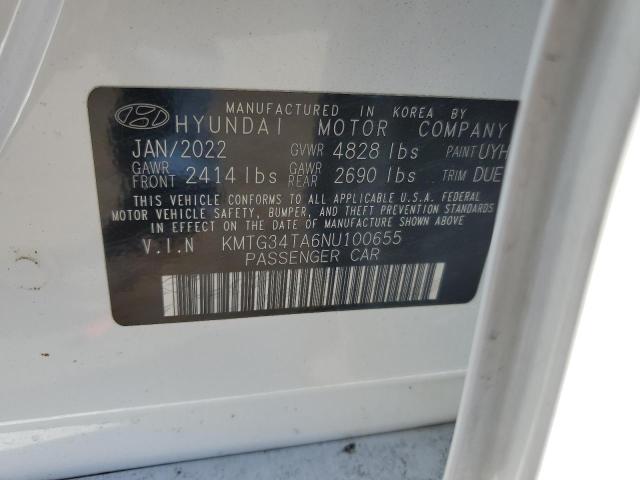 MANUFACTURED IN KOREA BY
HYUNDAI MOTOR COMPANY
JAN/2022 GVWR 4828 lbs PAINT UYH
GAWR FRONT 2414 lbs GAWR REAR 2690 lbs TRIM DUE
THIS VEHICLE CONFORMS TO ALL APPLICABLE U.S.A. FEDERAL
MOTOR VEHICLE SAFETY, BUMPER, AND THEFT PREVENTION STANDARDS
IN EFFECT ON THE DATE OF MANUFACTURE SHOWN ABOVE.
V.I.N KMTG34TA6NU100655
PASSENGER CAR